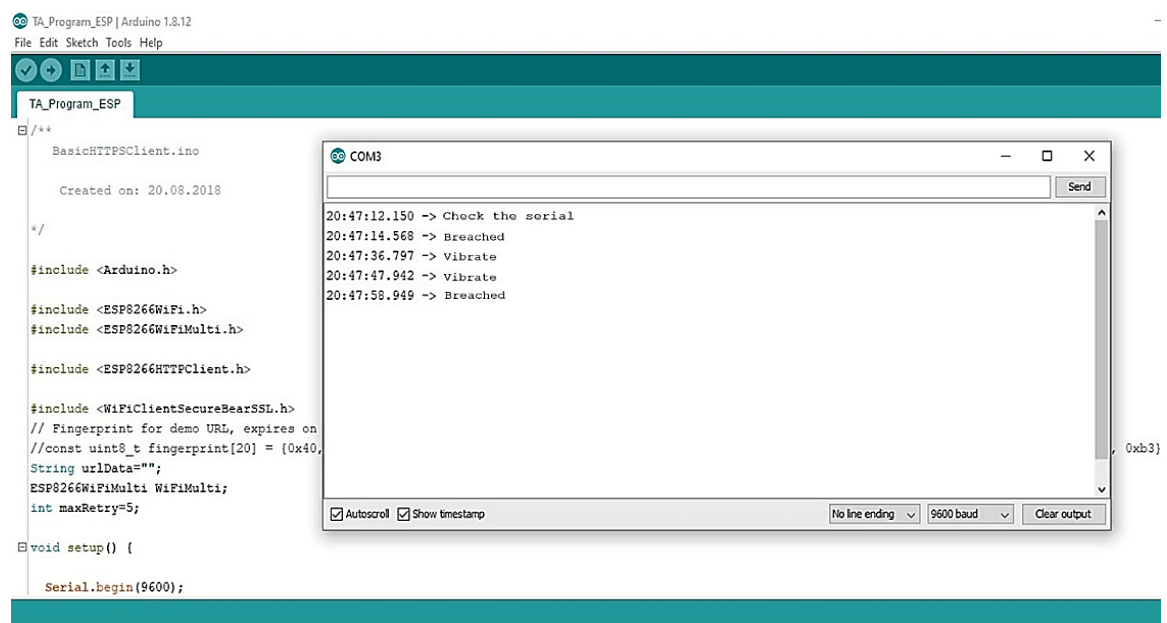 TA_Program_ESP | Arduino 1.8.12
File Edit Sketch Tools Help
TA_Program_ESP
/**
BasicHTTPSClient.ino
Created on: 20.08.2018
*/
#include <Arduino.h>
#include <ESP8266WiFi.h>
#include <ESP8266WiFiMulti.h>
#include <ESP8266HTTPClient.h>
#include <WiFiClientSecureBearSSL.h>
// Fingerprint for demo URL, expires on
//const uint8_t fingerprint[20] = {0x40, , 0xb3}
String urlData="";
ESP8266WiFiMulti WiFiMulti;
int maxRetry=5;
void setup() {
Serial.begin(9600);
COM3
Send
20:47:12.150 -> Check the serial
20:47:14.568 -> Breached
20:47:36.797 -> Vibrate
20:47:47.942 -> Vibrate
20:47:58.949 -> Breached
Autoscroll Show timestamp No line ending 9600 baud Clear output